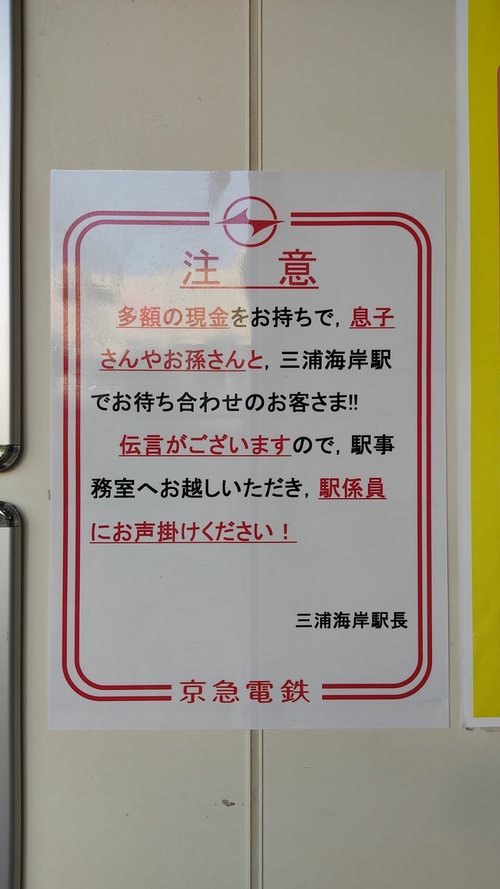 注意
多額の現金をお持ちで，息子
さんやお孫さんと，三浦海岸駅
でお待ち合わせのお客さま!!
伝言がございますので，駅事
務室へお越しいただき，駅係員
にお声掛けください！
三浦海岸駅長
京急電鉄